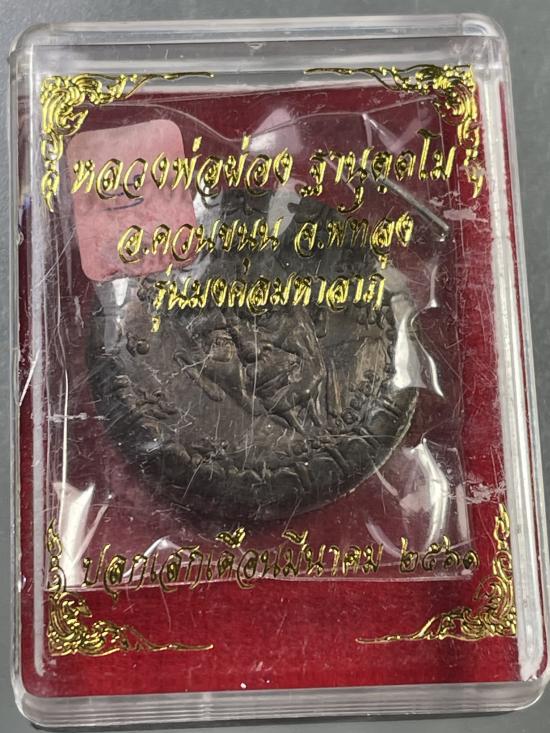 หลวงพ่อผ่อง ฐานุตฺตโม
อ.ควนขนุน จ.พัทลุง
รุ่นมงคลมหาลาภ
ปลุกเสกเดือนมีนาคม ๒๕๖๑